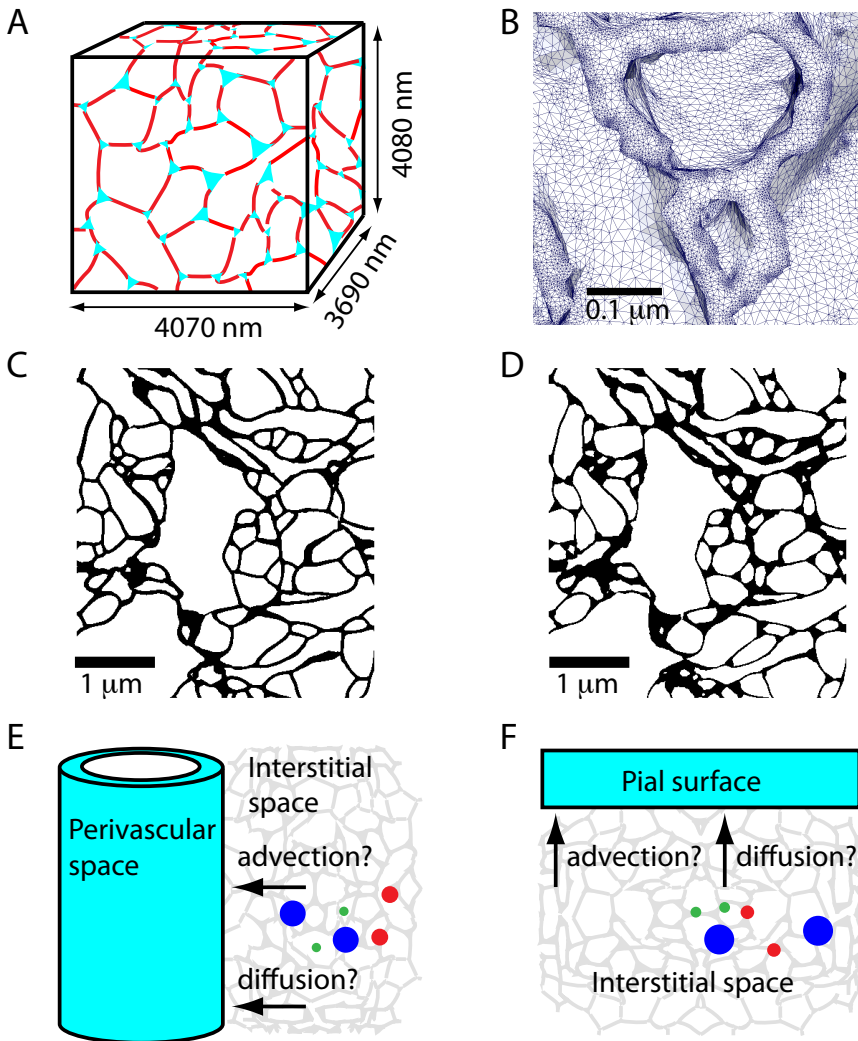 A
4080 nm
3690 nm
4070 nm
B
0.1 μm
C
1 μm
D
1 μm
E
Interstitial
space
Perivascular
space
advection?
diffusion?
F
Pial surface
advection?
diffusion?
Interstitial space